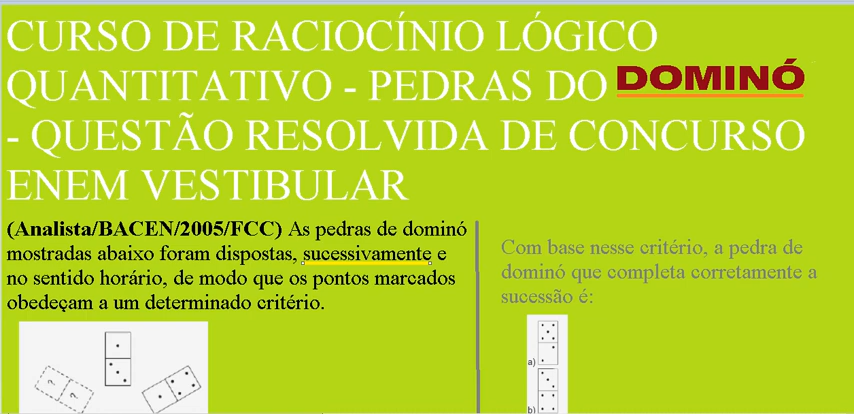 CURSO DE RACIOCÍNIO LÓGICO
QUANTITATIVO - PEDRAS DO DOMINÓ
- QUESTÃO RESOLVIDA DE CONCURSO
ENEM VESTIBULAR
(Analista/BACEN/2005/FCC) As pedras de dominó
mostradas abaixo foram dispostas, sucessivamente e
no sentido horário, de modo que os pontos marcados
obedeçam a um determinado critério.
? ?
Com base nesse critério, a pedra de
dominó que completa corretamente a
sucessão é:
a)
b)